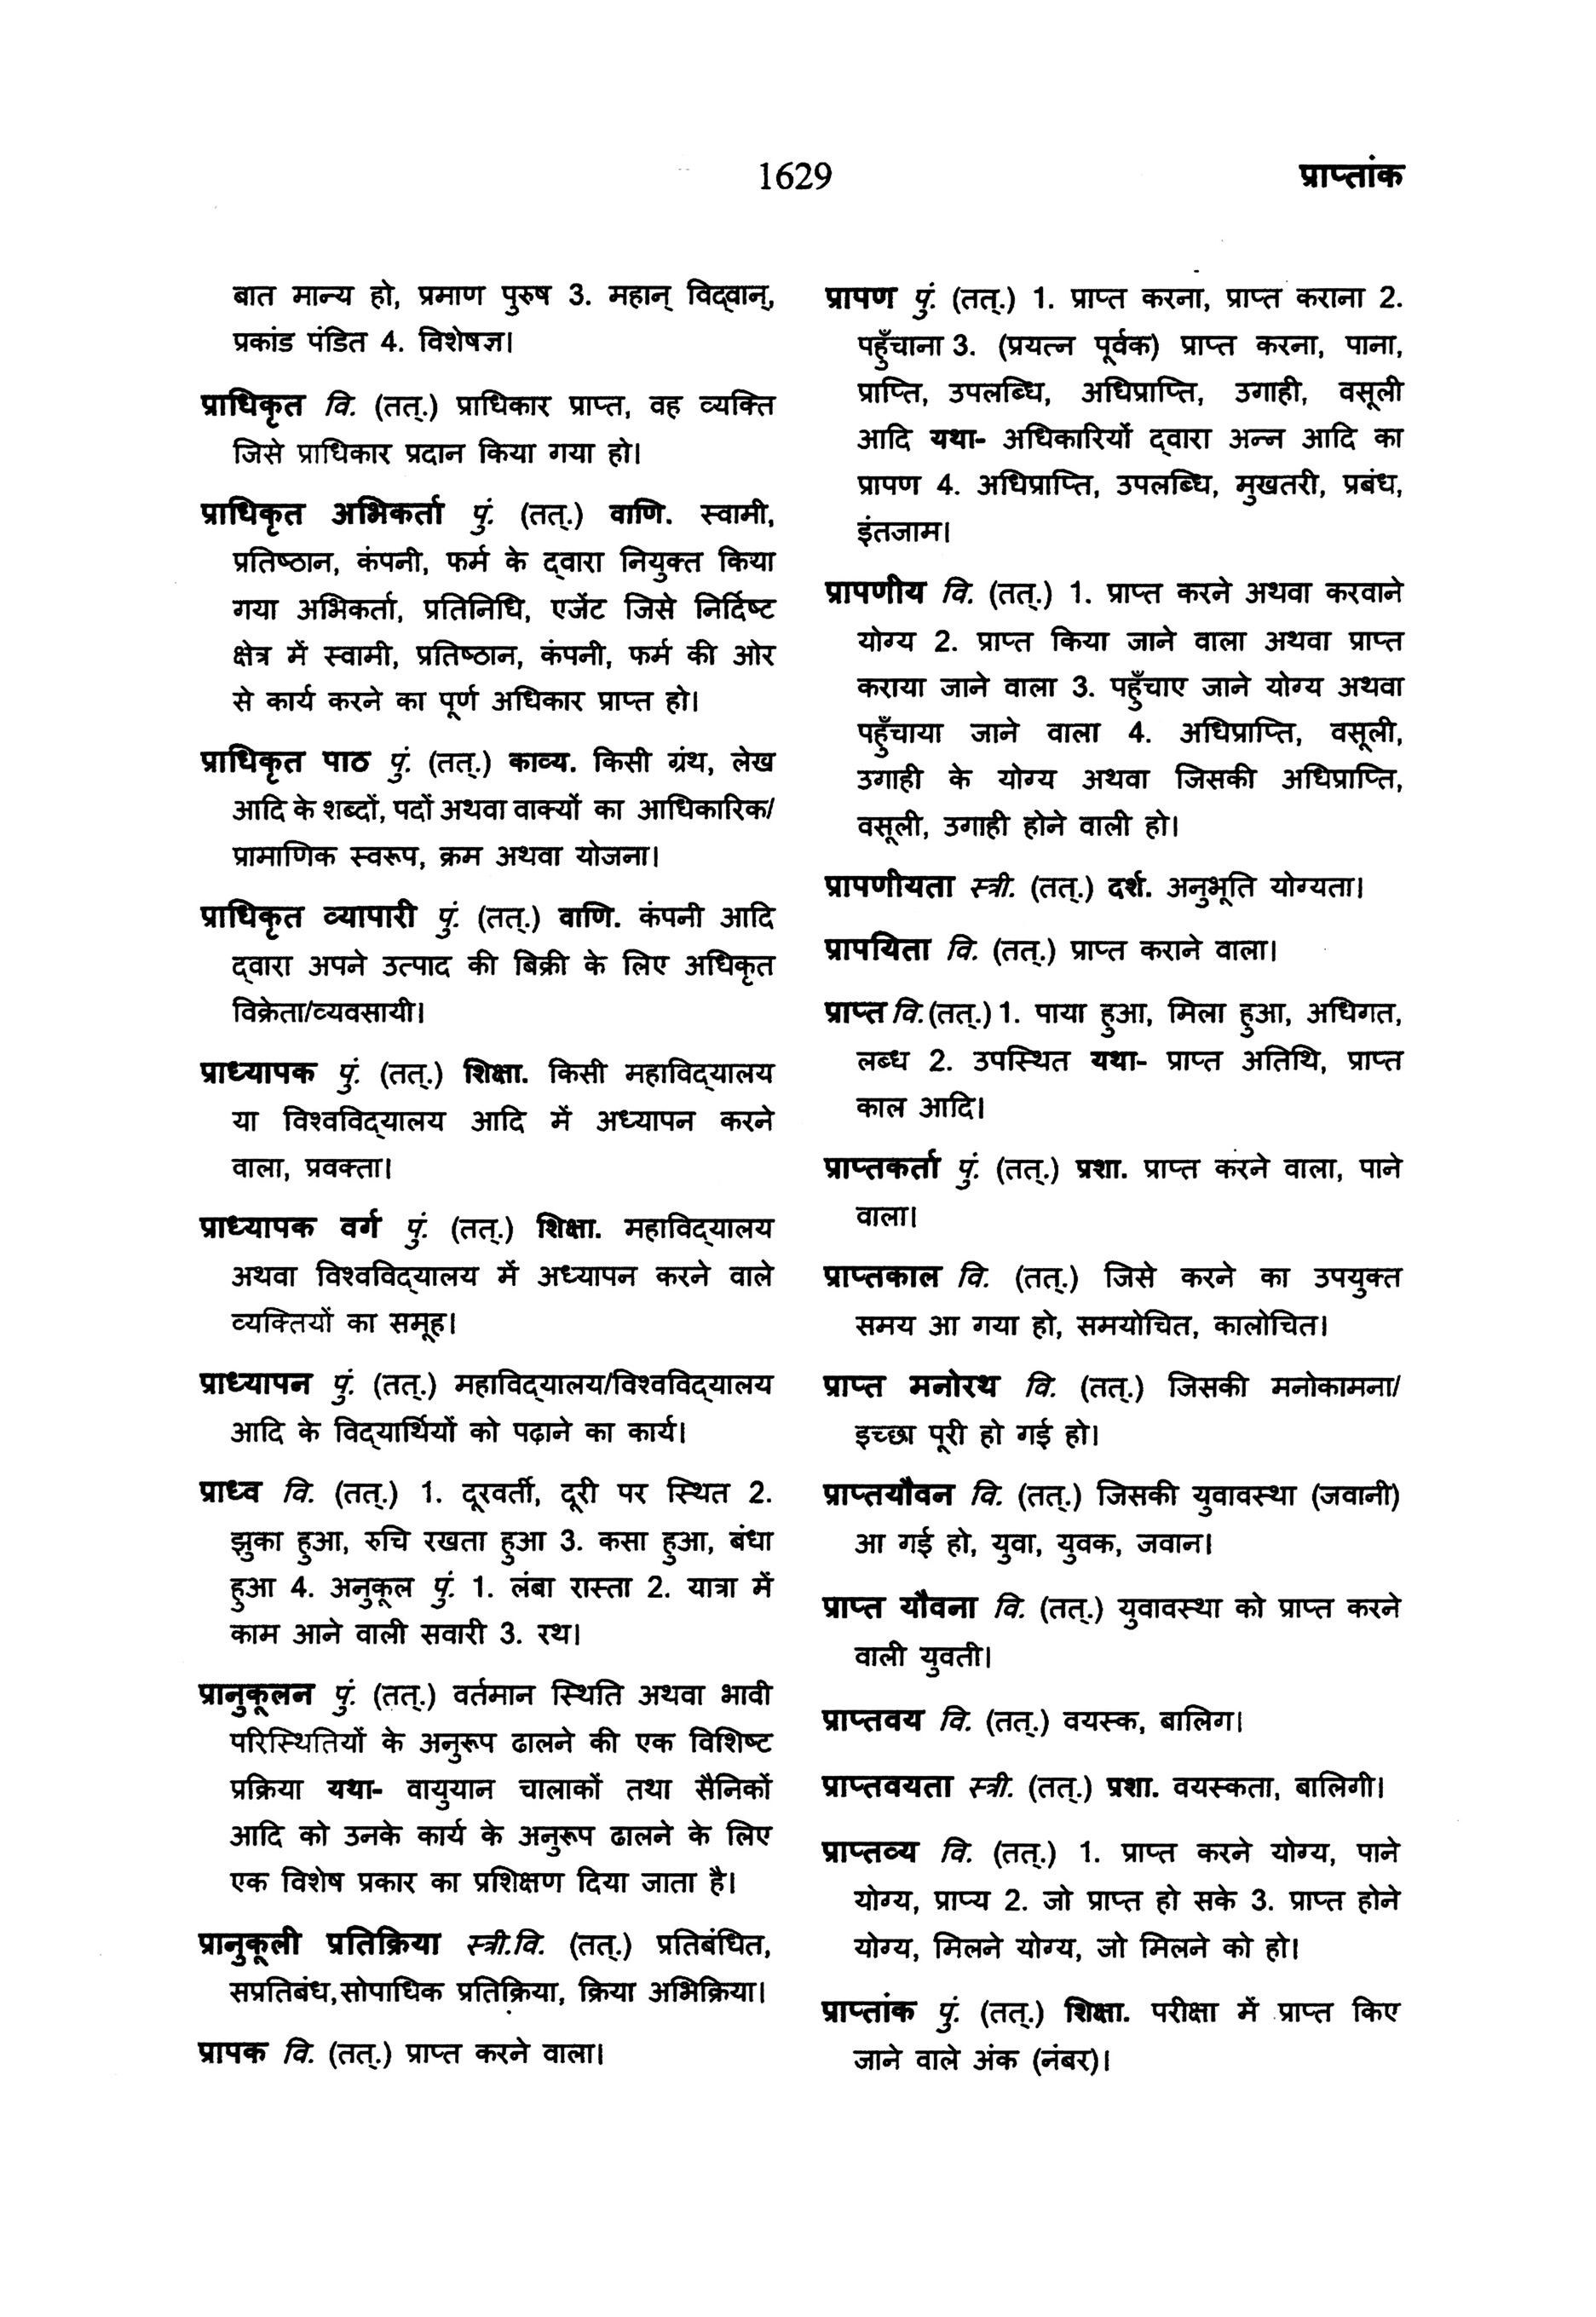 1629
प्राप्तांक
बात मान्य हो, प्रमाण पुरुष 3. महान् विद्वान्,
प्रकांड पंडित 4. विशेषज्ञ।
प्राधिकृत वि. (तत्.) प्राधिकार प्राप्त, वह व्यक्ति
जिसे प्राधिकार प्रदान किया गया हो।
प्राधिकृत अभिकर्ता पुं. (तत्.) वाणि. स्वामी,
प्रतिष्ठान, कंपनी, फर्म के द्वारा नियुक्त किया
गया अभिकर्ता, प्रतिनिधि, एजेंट जिसे निर्दिष्ट
क्षेत्र में स्वामी, प्रतिष्ठान, कंपनी, फर्म की ओर
से कार्य करने का पूर्ण अधिकार प्राप्त हो।
प्राधिकृत पाठ पुं. (तत्.) काव्य. किसी ग्रंथ, लेख
आदि के शब्दों, पदों अथवा वाक्यों का आधिकारिक/
प्रामाणिक स्वरूप, क्रम अथवा योजना।
प्राधिकृत व्यापारी पुं. (तत्.) वाणि. कंपनी आदि
द्वारा अपने उत्पाद की बिक्री के लिए अधिकृत
विक्रेता/व्यवसायी।
प्राध्यापक पुं. (तत्.) शिक्षा. किसी महाविद्यालय
या विश्वविद्यालय आदि में अध्यापन करने
वाला, प्रवक्ता।
प्राध्यापक वर्ग पुं. (तत्.) शिक्षा. महाविद्यालय
अथवा विश्वविद्यालय में अध्यापन करने वाले
व्यक्तियों का समूह।
प्राध्यापन पुं. (तत्.) महाविद्यालय/विश्वविद्यालय
आदि के विद्यार्थियों को पढ़ाने का कार्य।
प्राध्व वि. (तत्.) 1. दूरवर्ती, दूरी पर स्थित 2.
झुका हुआ, रुचि रखता हुआ 3. कसा हुआ, बंधा
हुआ 4. अनुकूल पुं. 1. लंबा रास्ता 2. यात्रा में
काम आने वाली सवारी 3. रथ।
प्रानुकूलन पुं. (तत्.) वर्तमान स्थिति अथवा भावी
परिस्थितियों के अनुरूप ढालने की एक विशिष्ट
प्रक्रिया यथा- वायुयान चालाकों तथा सैनिकों
आदि को उनके कार्य के अनुरूप ढालने के लिए
एक विशेष प्रकार का प्रशिक्षण दिया जाता है।
प्रानुकूली प्रतिक्रिया स्त्री.वि. (तत्.) प्रतिबंधित,
सप्रतिबंध,सोपाधिक प्रतिक्रिया, क्रिया अभिक्रिया।
प्रापक वि. (तत्.) प्राप्त करने वाला।
प्रापण पुं. (तत्.) 1. प्राप्त करना, प्राप्त कराना 2.
पहुँचाना 3. (प्रयत्न पूर्वक) प्राप्त करना, पाना,
प्राप्ति, उपलब्धि, अधिप्राप्ति, उगाही, वसूली
आदि यथा- अधिकारियों द्वारा अन्न आदि का
प्रापण 4. अधिप्राप्ति, उपलब्धि, मुखतरी, प्रबंध,
इंतजाम।
प्रापणीय वि. (तत्.) 1. प्राप्त करने अथवा करवाने
योग्य 2. प्राप्त किया जाने वाला अथवा प्राप्त
कराया जाने वाला 3. पहुँचाए जाने योग्य अथवा
पहुँचाया जाने वाला 4. अधिप्राप्ति, वसूली,
उगाही के योग्य अथवा जिसकी अधिप्राप्ति,
वसूली, उगाही होने वाली हो।
प्रापणीयता स्त्री. (तत्.) दर्श. अनुभूति योग्यता।
प्रापयिता वि. (तत्.) प्राप्त कराने वाला।
प्राप्त वि.(तत्.) 1. पाया हुआ, मिला हुआ, अधिगत,
लब्ध 2. उपस्थित यथा- प्राप्त अतिथि, प्राप्त
काल आदि।
प्राप्तकर्ता पुं. (तत्.) प्रशा. प्राप्त करने वाला, पाने
वाला।
प्राप्तकाल वि. (तत्.) जिसे करने का उपयुक्त
समय आ गया हो, समयोचित, कालोचित।
प्राप्त मनोरथ वि. (तत्.) जिसकी मनोकामना/
इच्छा पूरी हो गई हो।
प्राप्तयौवन वि. (तत्.) जिसकी युवावस्था (जवानी)
आ गई हो, युवा, युवक, जवान।
प्राप्त यौवना वि. (तत्.) युवावस्था को प्राप्त करने
वाली युवती।
प्राप्तवय वि. (तत्.) वयस्क, बालिग।
प्राप्तवयता स्त्री. (तत्.) प्रशा. वयस्कता, बालिगी।
प्राप्तव्य वि. (तत्.) 1. प्राप्त करने योग्य, पाने
योग्य, प्राप्य 2. जो प्राप्त हो सके 3. प्राप्त होने
योग्य, मिलने योग्य, जो मिलने को हो।
प्राप्तांक पुं. (तत्.) शिक्षा. परीक्षा में प्राप्त किए
जाने वाले अंक (नंबर)।